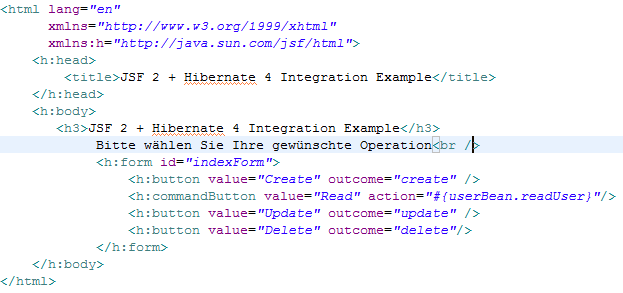 <html lang="en"
xmlns="http://www.w3.org/1999/xhtml"
xmlns:h="http://java.sun.com/jsf/html">
<h:head>
<title>JSF 2 + Hibernate 4 Integration Example</title>
</h:head>
<h:body>
<h3>JSF 2 + Hibernate 4 Integration Example</h3>
Bitte wählen Sie Ihre gewünschte Operation<br />
<h:form id="indexForm">
<h:button value="Create" outcome="create" />
<h:commandButton value="Read" action="#{userBean.readUser}"/>
<h:button value="Update" outcome="update" />
<h:button value="Delete" outcome="delete"/>
</h:form>
</h:body>
</html>